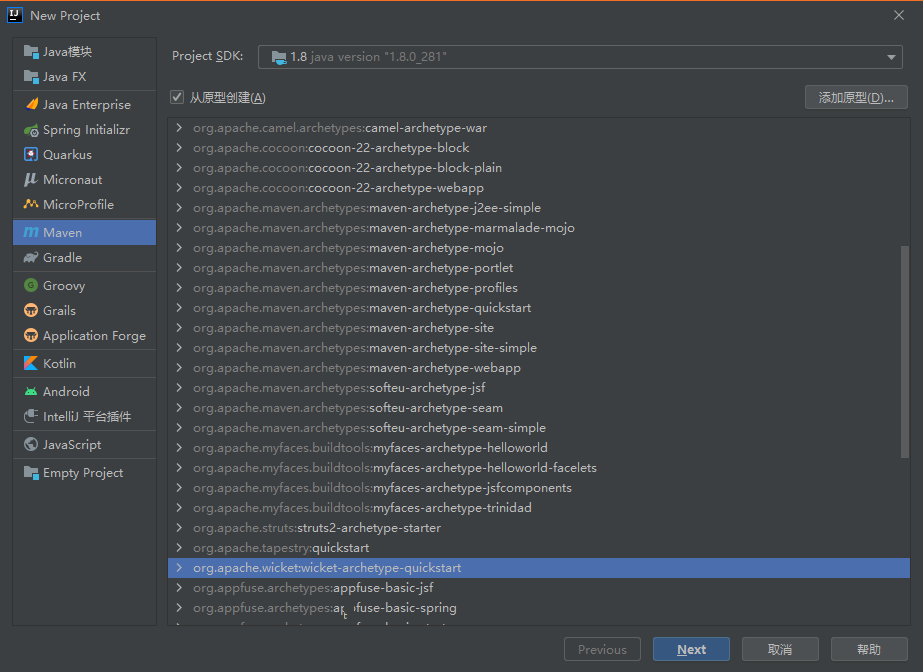 New Project
Java模块
Java FX
Java Enterprise
Spring Initializr
Quarkus
Micronaut
MicroProfile
Maven
Gradle
Groovy
Grails
Application Forge
Kotlin
Android
IntelliJ 平台插件
JavaScript
Empty Project
Project SDK: 1.8 java version "1.8.0_281"
从原型创建(A) 添加原型(D)...
org.apache.camel.archetypes:camel-archetype-war
org.apache.cocoon:cocoon-22-archetype-block
org.apache.cocoon:cocoon-22-archetype-block-plain
org.apache.cocoon:cocoon-22-archetype-webapp
org.apache.maven.archetypes:maven-archetype-j2ee-simple
org.apache.maven.archetypes:maven-archetype-marmalade-mojo
org.apache.maven.archetypes:maven-archetype-mojo
org.apache.maven.archetypes:maven-archetype-portlet
org.apache.maven.archetypes:maven-archetype-profiles
org.apache.maven.archetypes:maven-archetype-quickstart
org.apache.maven.archetypes:maven-archetype-site
org.apache.maven.archetypes:maven-archetype-site-simple
org.apache.maven.archetypes:maven-archetype-webapp
org.apache.maven.archetypes:softeu-archetype-jsf
org.apache.maven.archetypes:softeu-archetype-seam
org.apache.maven.archetypes:softeu-archetype-seam-simple
org.apache.myfaces.buildtools:myfaces-archetype-helloworld
org.apache.myfaces.buildtools:myfaces-archetype-helloworld-facelets
org.apache.myfaces.buildtools:myfaces-archetype-jsfcomponents
org.apache.myfaces.buildtools:myfaces-archetype-trinidad
org.apache.struts:struts2-archetype-starter
org.apache.tapestry:quickstart
org.apache.wicket:wicket-archetype-quickstart
org.appfuse.archetypes:appfuse-basic-jsf
org.appfuse.archetypes:appfuse-basic-spring
Previous Next 取消 帮助